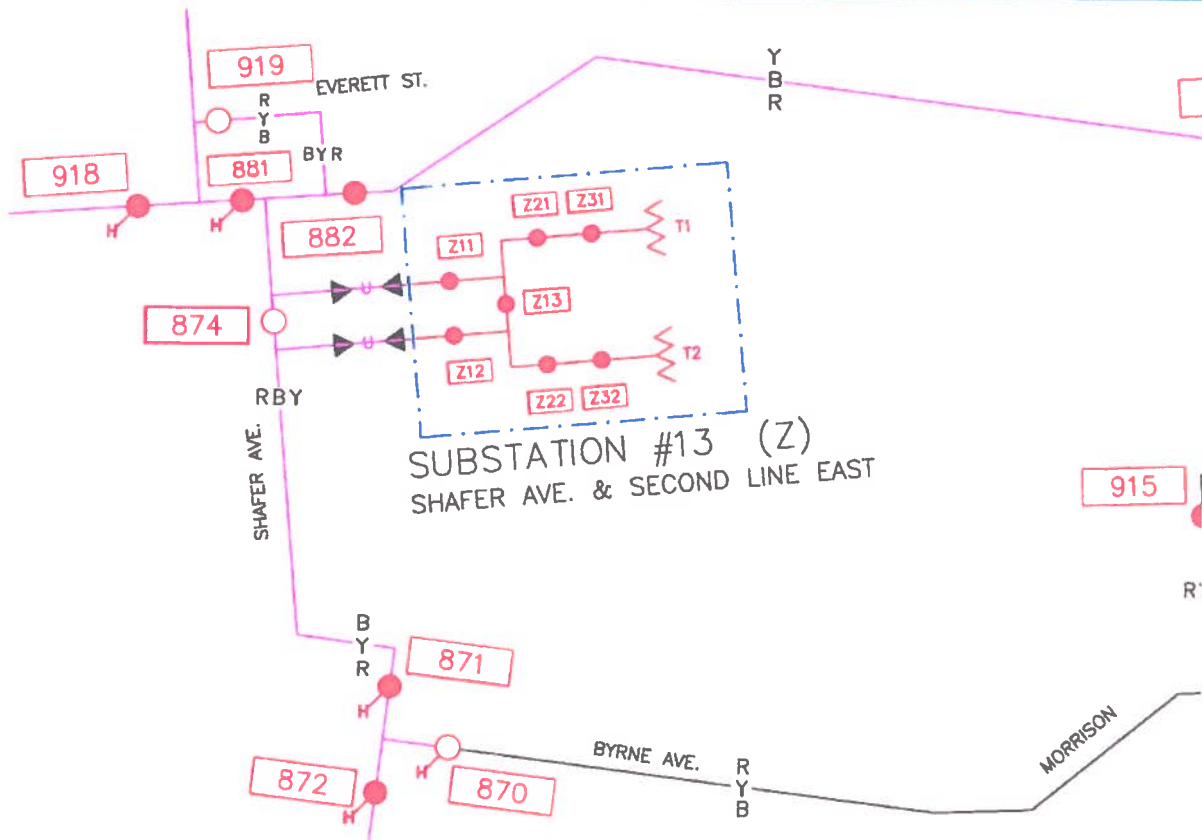 919
EVERETT ST.
R
Y
B
BYR
Y
B
R
918
881
H
H
882
Z21
Z31
T1
Z11
Z13
874
U
U
Z12
T2
Z22
Z32
RBY
SHAFER AVE.
SUBSTATION #13 (Z)
SHAFER AVE. & SECOND LINE EAST
915
B
Y
R
871
H
872
H
H
870
BYRNE AVE.
R
Y
B
MORRISON